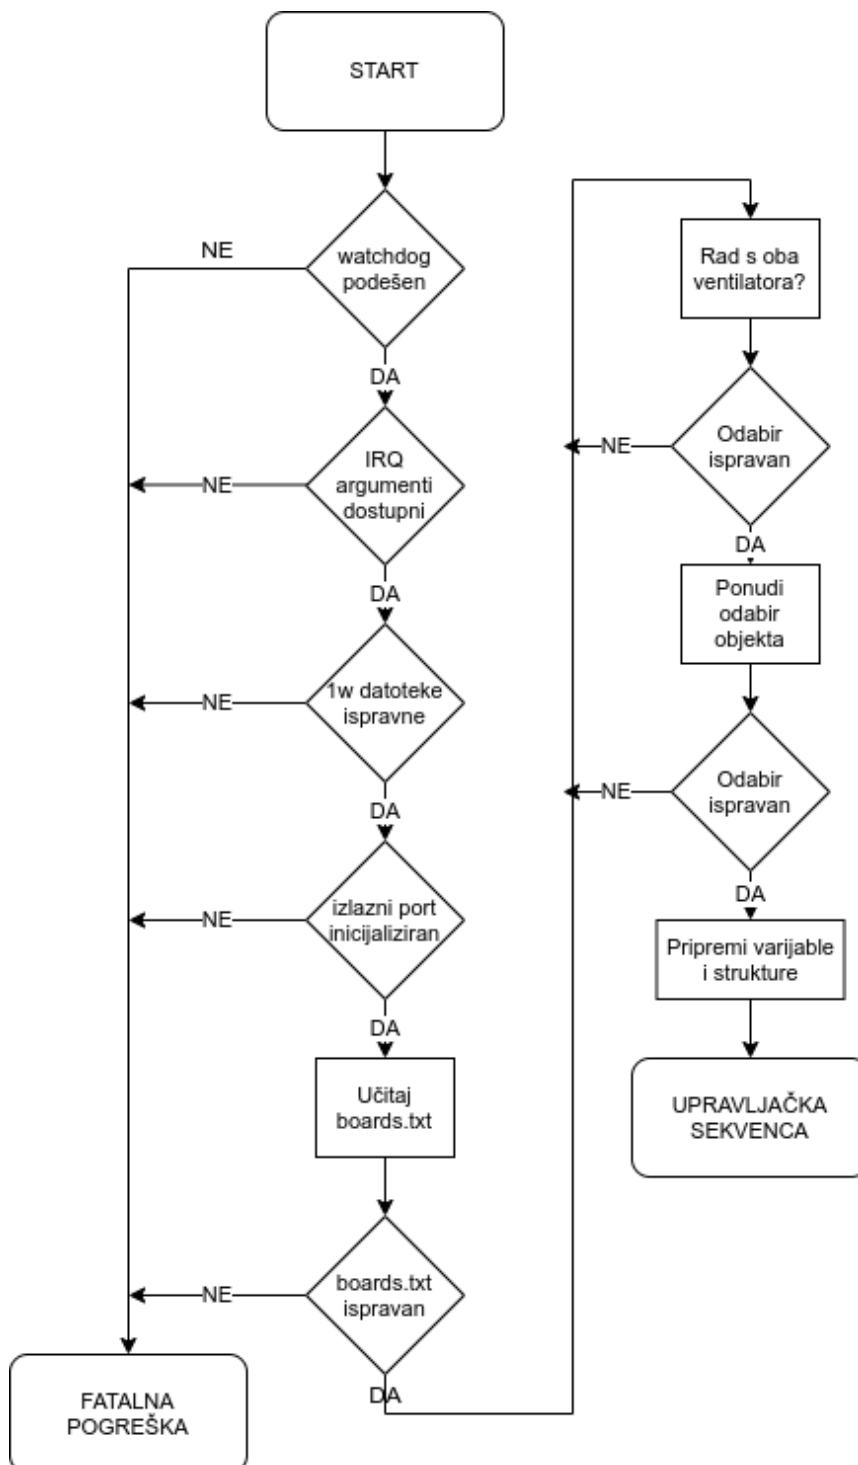 START
NE
watchdog
podešen
DA
NE
IRQ
argumenti
dostupni
DA
NE
1w datoteke
ispravne
DA
NE
izlazni port
inicijaliziran
DA
Učitaj
boards.txt
NE
boards.txt
ispravan
DA
FATALNA
POGREŠKA
Rad s oba
ventilatora?
NE
Odabir
ispravan
DA
Ponudi
odabir
objekta
NE
Odabir
ispravan
DA
Pripremi varijable
i strukture
UPRAVLJAČKA
SEKVENCA